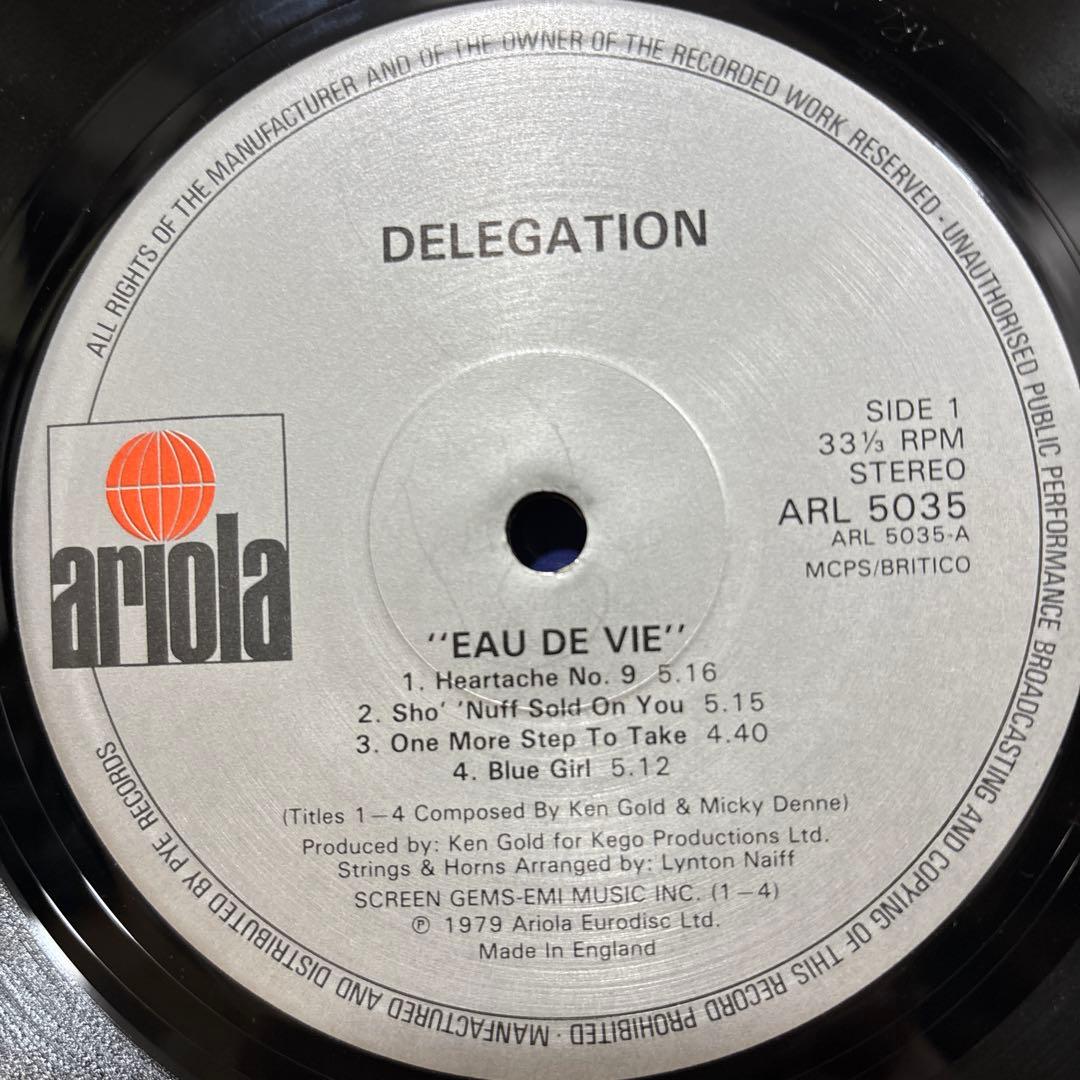 ALL RIGHTS OF THE MANUFACTURER AND OF THE OWNER OF THE RECORDED WORK RESERVED · UNAUTHORISED PUBLIC PERFORMANCE BROADCASTING AND COPYING OF THIS RECORD PROHIBITED · MANUFACTURED AND DISTRIBUTED BY PYE RECORDS
DELEGATION
ariola
SIDE 1
33⅓ RPM
STEREO
ARL 5035
ARL 5035-A
MCPS/BRITICO
"EAU DE VIE"
1. Heartache No. 9 5.16
2. Sho' 'Nuff Sold On You 5.15
3. One More Step To Take 4.40
4. Blue Girl 5.12
(Titles 1–4 Composed By Ken Gold & Micky Denne)
Produced by: Ken Gold for Kego Productions Ltd.
Strings & Horns Arranged by: Lynton Naiff
SCREEN GEMS-EMI MUSIC INC. (1–4)
℗ 1979 Ariola Eurodisc Ltd.
Made In England